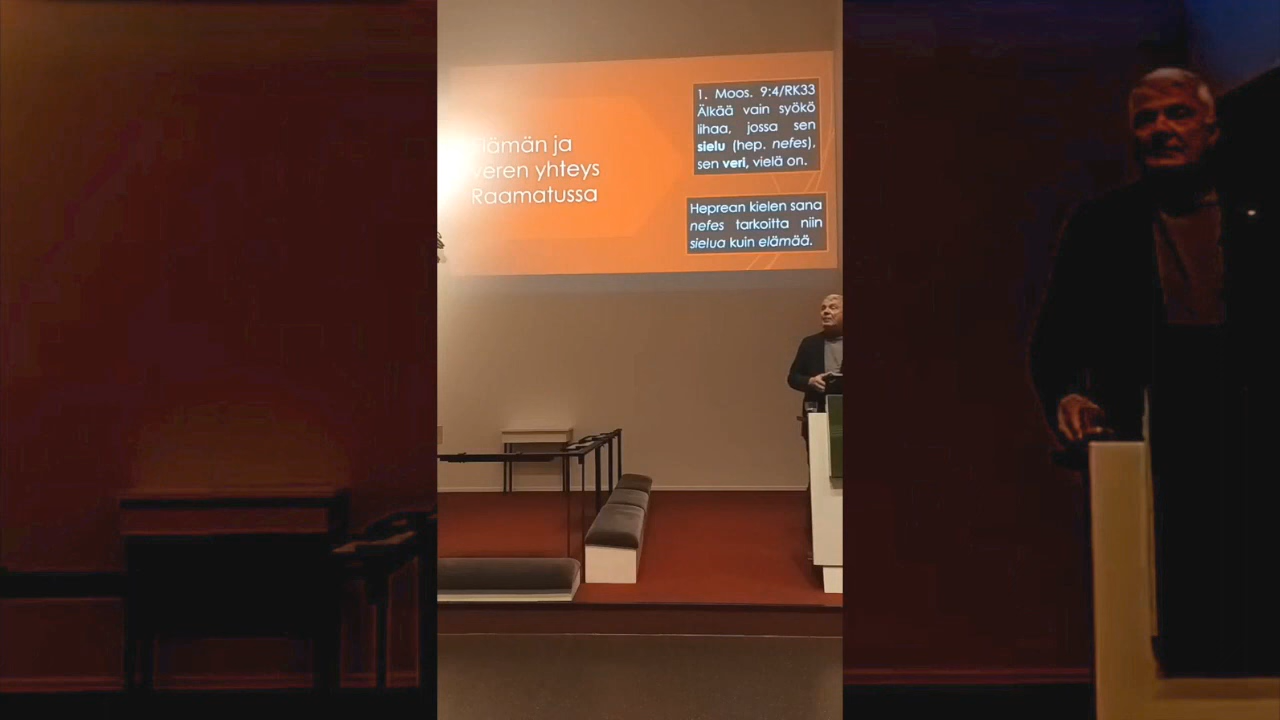 Elämän ja
veren yhteys
Raamatussa
1. Moos. 9:4/RK33
Älkää vain syökö
lihaa, jossa sen
sielu (hep. nefes),
sen veri, vielä on.
Heprean kielen sana
nefes tarkoitta niin
sielua kuin elämää.